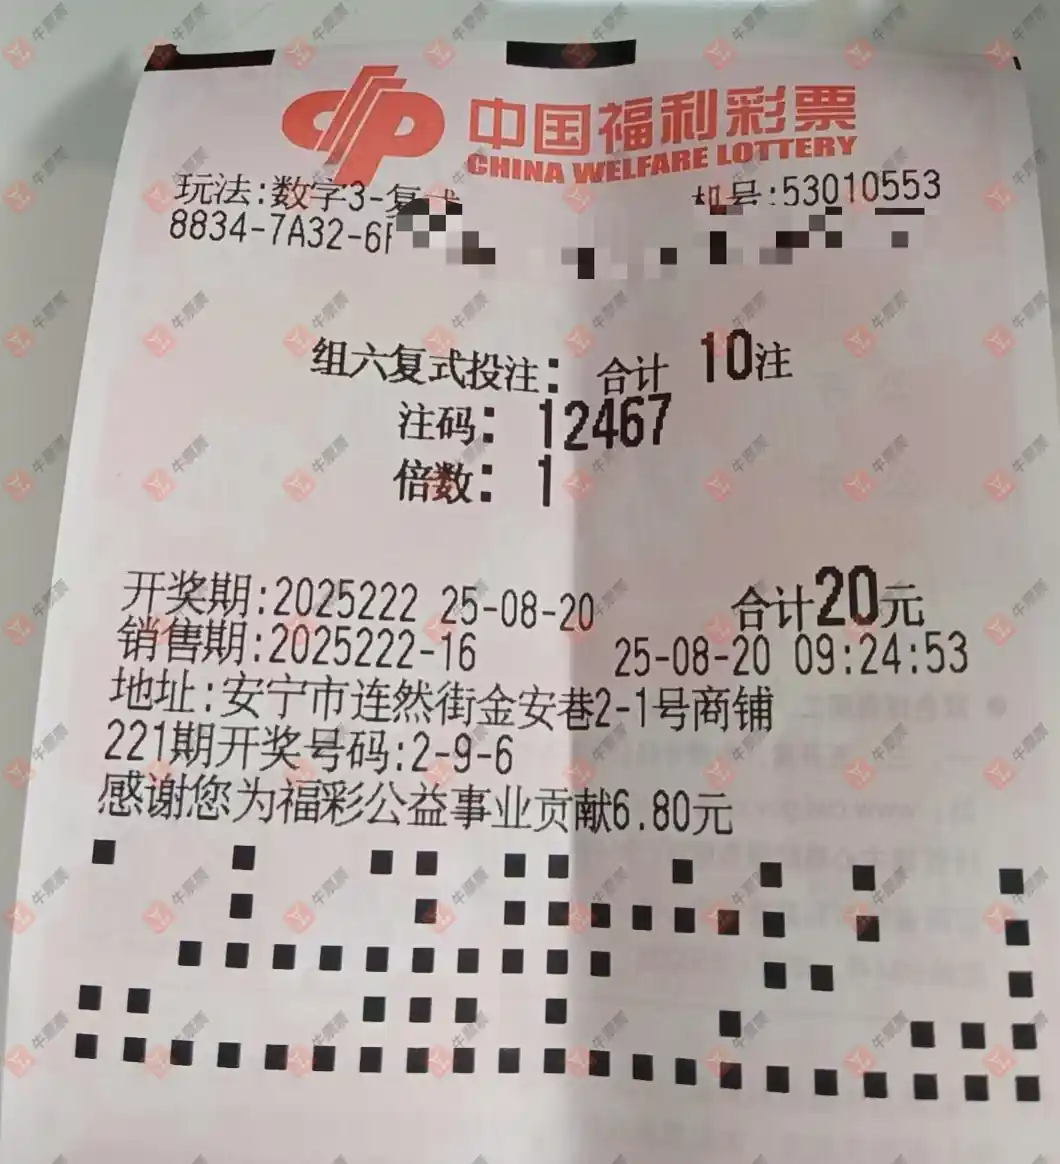 中国福利彩票
CHINA WELFARE LOTTERY
玩法:数字3-复式 机号:53010553
8834-7A32-6
组六复式投注: 合计 10注
注码: 12467
倍数: 1
开奖期:2025222 25-08-20 合计20元
销售期:2025222-16 25-08-20 09:24:53
地址:安宁市连然街金安巷2-1号商铺
221期开奖号码:2-9-6
感谢您为福彩公益事业贡献6.80元
牛票票